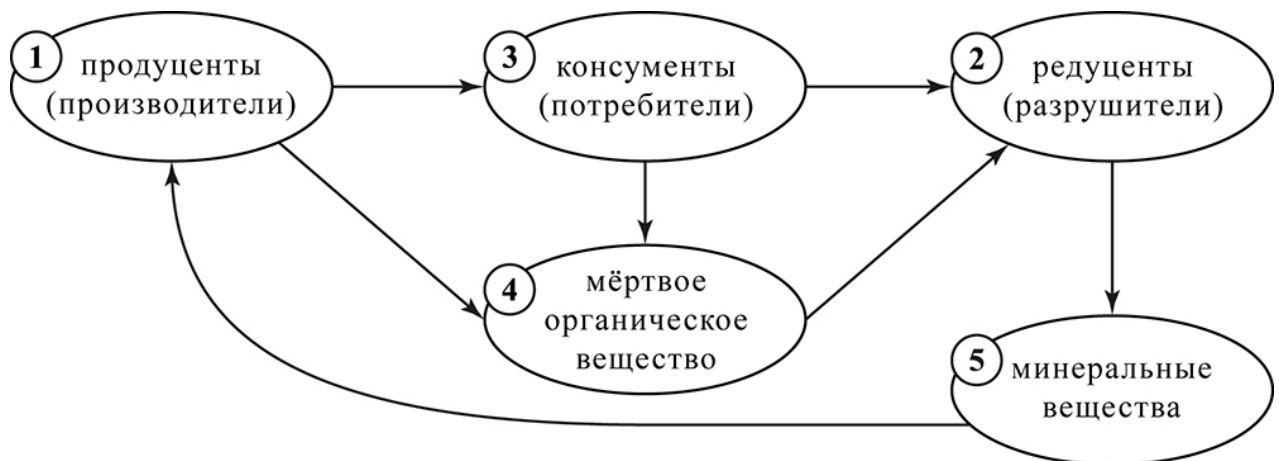 1
продуценты
(производители)
3
консументы
(потребители)
2
редуценты
(разрушители)
4
мёртвое
органическое
вещество
5
минеральные
вещества